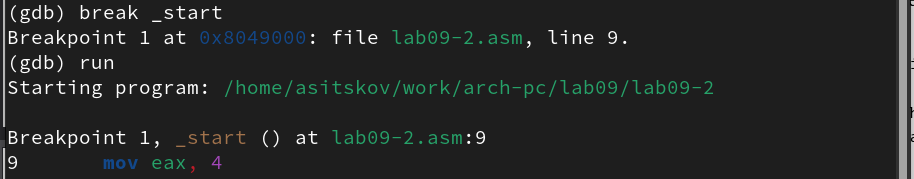 (gdb) break _start
Breakpoint 1 at 0x8049000: file lab09-2.asm, line 9.
(gdb) run
Starting program: /home/asitskov/work/arch-pc/lab09/lab09-2
Breakpoint 1, _start () at lab09-2.asm:9
9       mov eax, 4